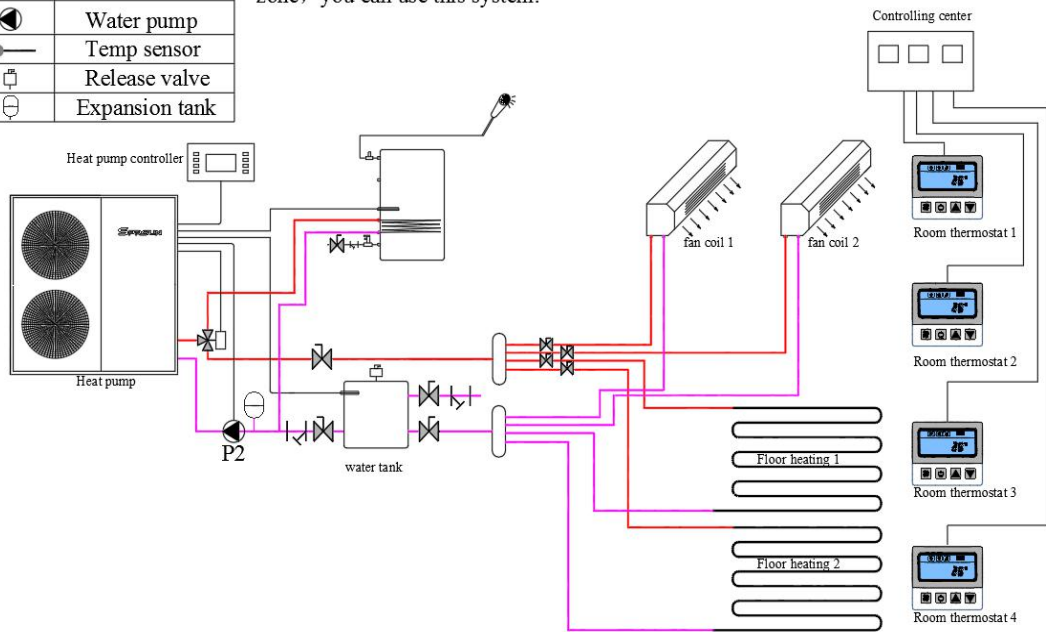 zone, you can use this system.
Water pump
Temp sensor
Release valve
Expansion tank
Controlling center
Heat pump controller
fan coil 1
fan coil 2
Room thermostat 1
Room thermostat 2
Heat pump
P2
water tank
Floor heating 1
Room thermostat 3
Floor heating 2
Room thermostat 4